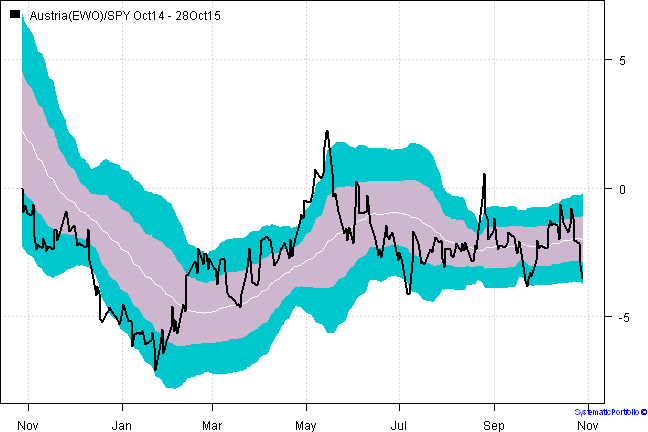 Austria(EWO)/SPY Oct14 - 28Oct15
5
0
-5
Nov Jan Mar May Jul Sep Nov
SystematicPortfolio ©